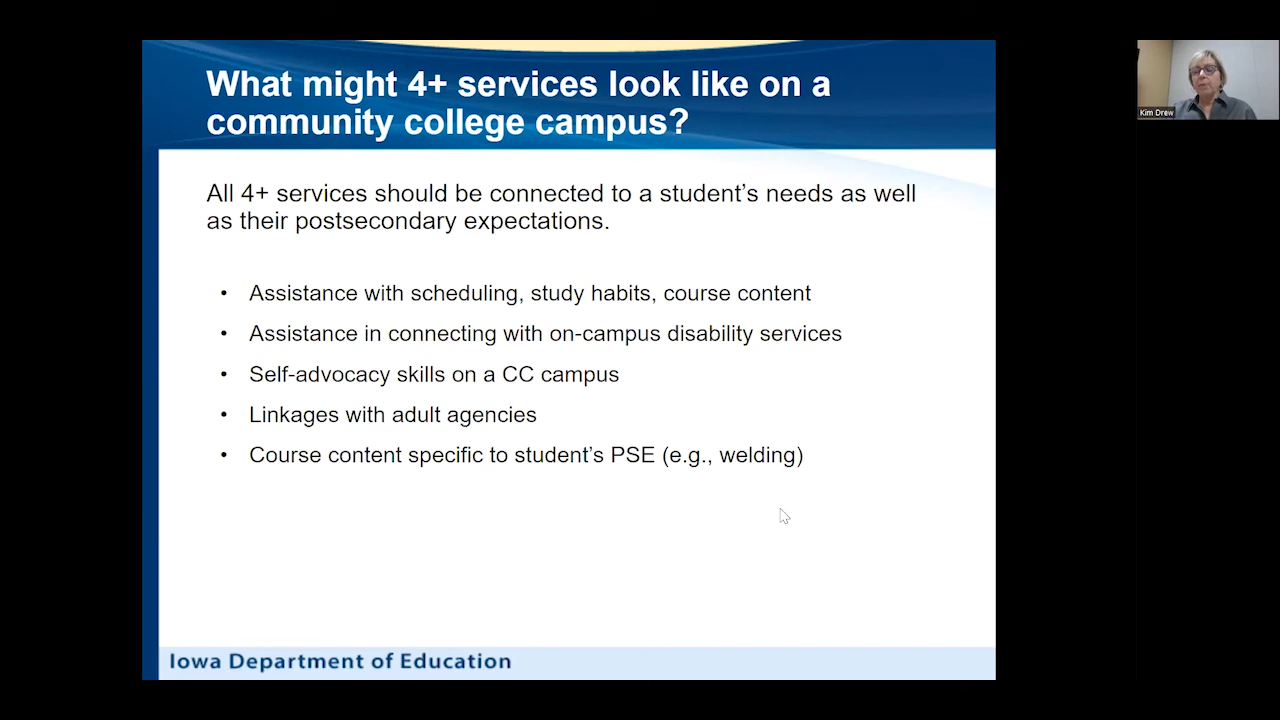 What might 4+ services look like on a
community college campus?
All 4+ services should be connected to a student’s needs as well
as their postsecondary expectations.
• Assistance with scheduling, study habits, course content
• Assistance in connecting with on-campus disability services
• Self-advocacy skills on a CC campus
• Linkages with adult agencies
• Course content specific to student’s PSE (e.g., welding)
Iowa Department of Education
Kim Drew